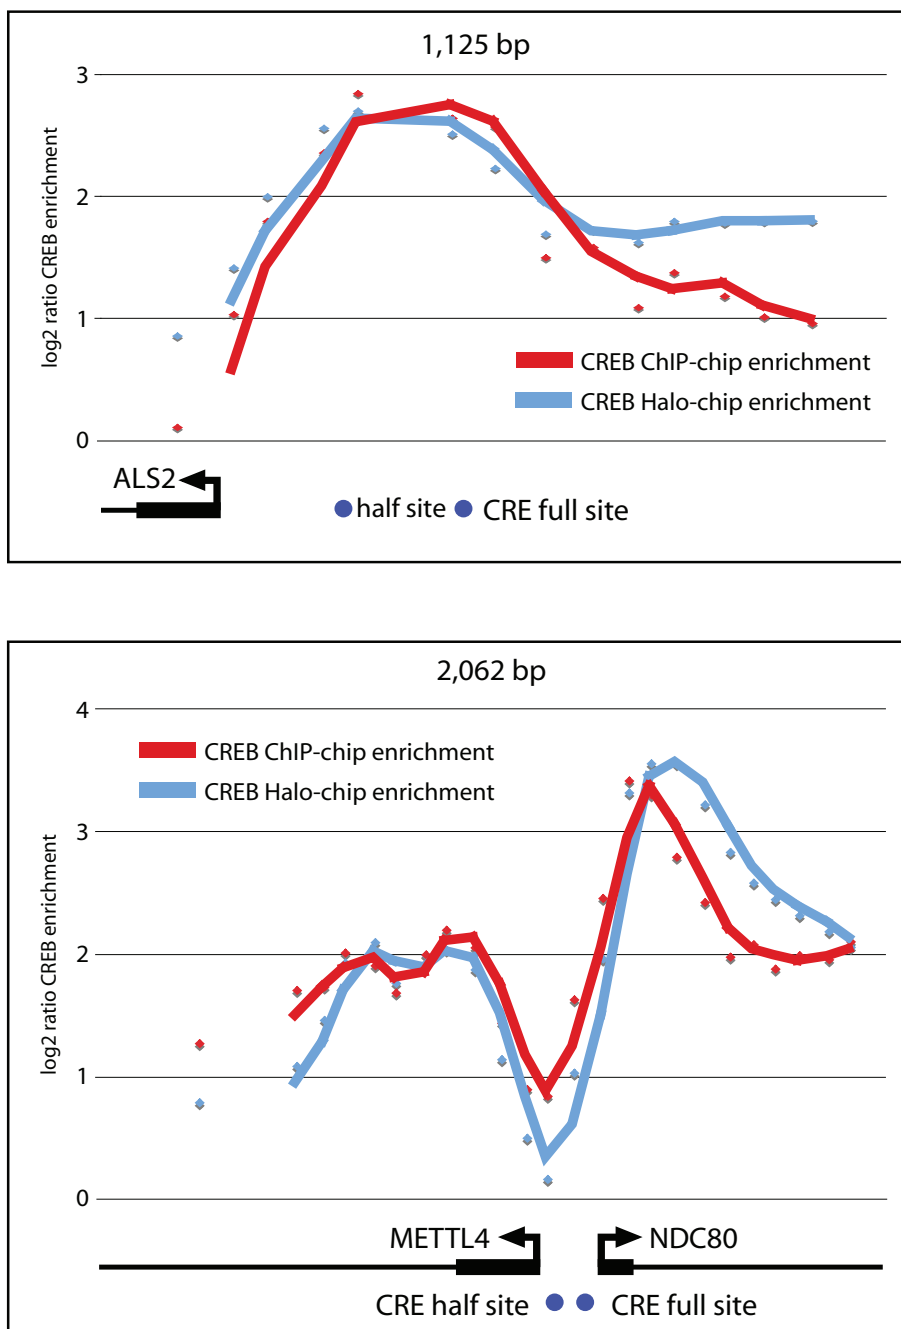 1,125 bp
3
2
1
0
log2 ratio CREB enrichment
CREB ChIP-chip enrichment
CREB Halo-chip enrichment
ALS2
half site CRE full site
2,062 bp
4
3
2
1
0
log2 ratio CREB enrichment
CREB ChIP-chip enrichment
CREB Halo-chip enrichment
METTL4 NDC80
CRE half site CRE full site